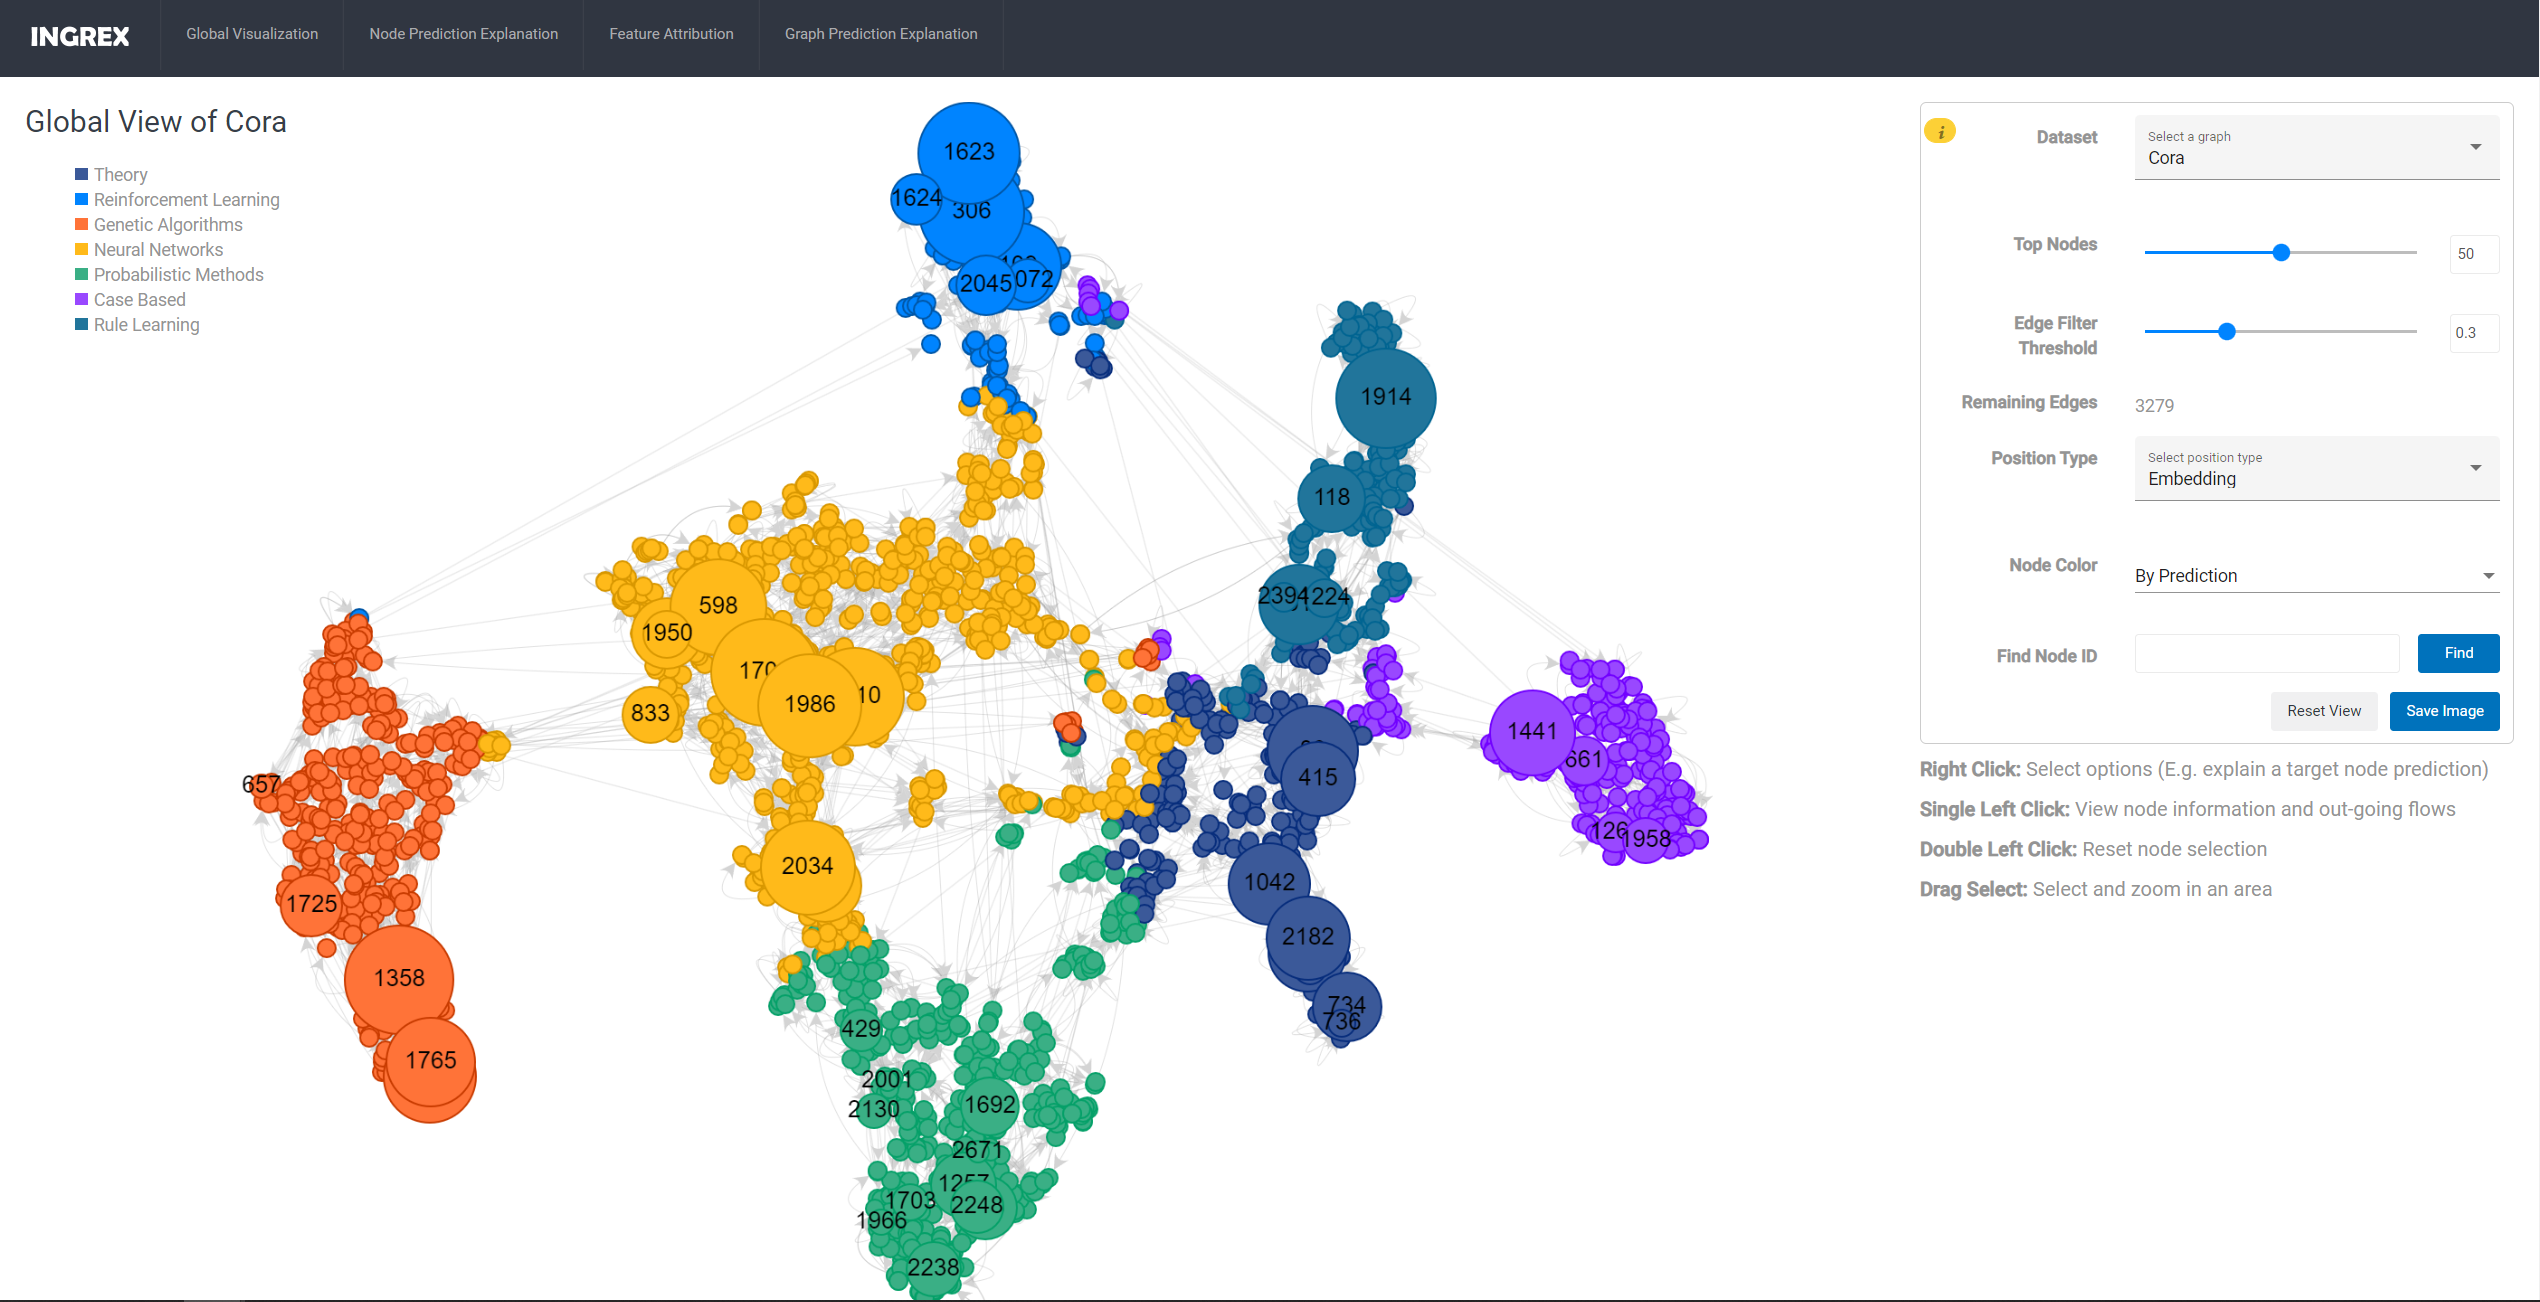 INGREX
Global Visualization
Node Prediction Explanation
Feature Attribution
Graph Prediction Explanation
Global View of Cora
Theory
Reinforcement Learning
Genetic Algorithms
Neural Networks
Probabilistic Methods
Case Based
Rule Learning
1623
1624
306
2045
072
1914
118
2394
1224
598
1950
170
1986
10
833
1441
661
415
657
126
1958
2034
1042
1725
2182
1358
734
736
429
1765
2001
2130
1692
2671
1257
1703
2248
1966
2238
i
Dataset
Select a graph
Cora
Top Nodes
50
Edge Filter
Threshold
0.3
Remaining Edges
3279
Position Type
Select position type
Embedding
Node Color
By Prediction
Find Node ID
Find
Reset View
Save Image
Right Click: Select options (E.g. explain a target node prediction)
Single Left Click: View node information and out-going flows
Double Left Click: Reset node selection
Drag Select: Select and zoom in an area